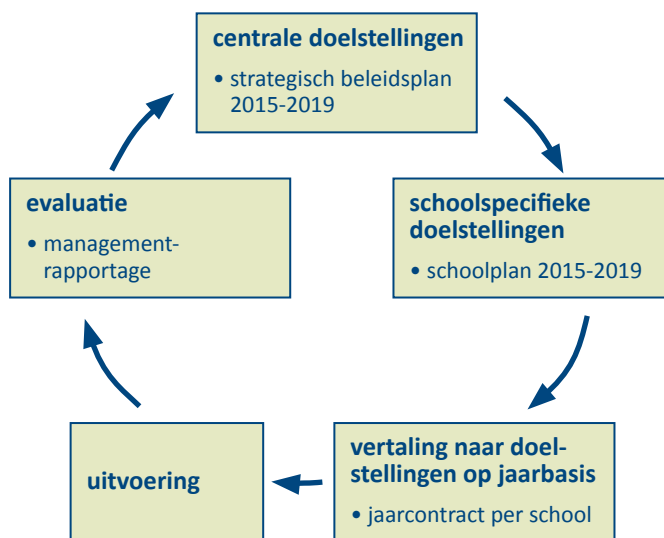 centrale doelstellingen
• strategisch beleidsplan
2015-2019
schoolspecifieke
doelstellingen
• schoolplan 2015-2019
vertaling naar doel-
stellingen op jaarbasis
• jaarcontract per school
uitvoering
evaluatie
• management-
rapportage